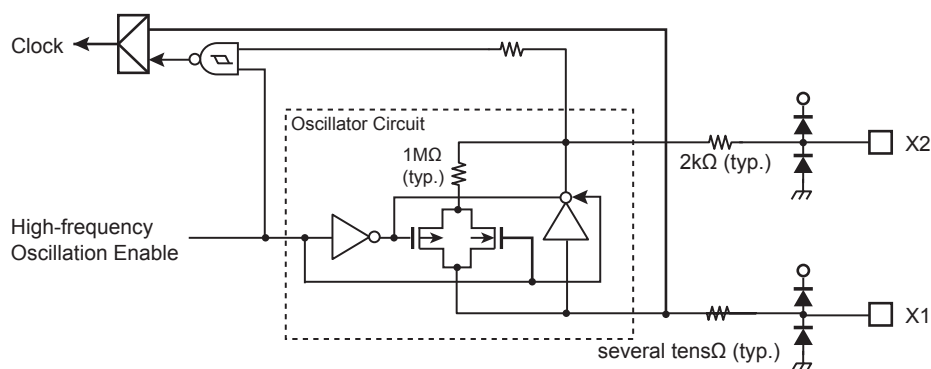 Clock
Oscillator Circuit
1MΩ
(typ.)
2kΩ (typ.)
X2
High-frequency
Oscillation Enable
X1
several tensΩ (typ.)